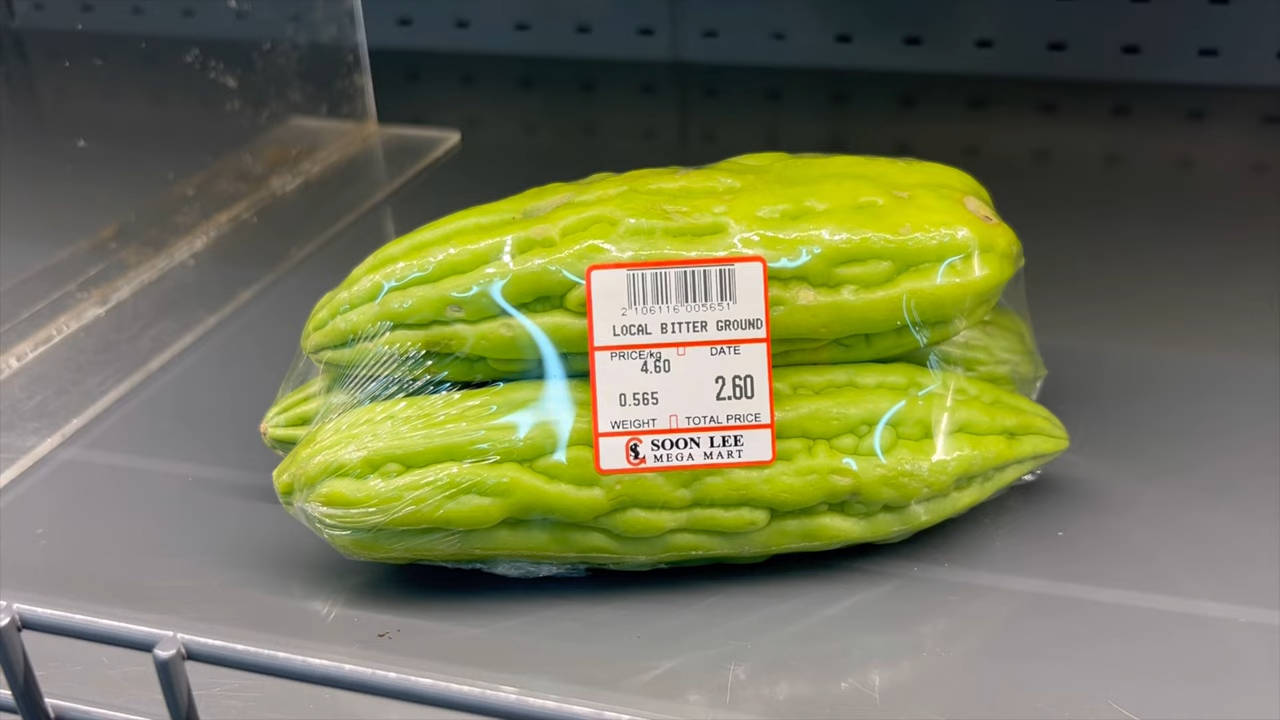 2 106116 005651
LOCAL BITTER GROUND
PRICE/kg DATE
4.60
0.565 2.60
WEIGHT TOTAL PRICE
SOON LEE
MEGA MART